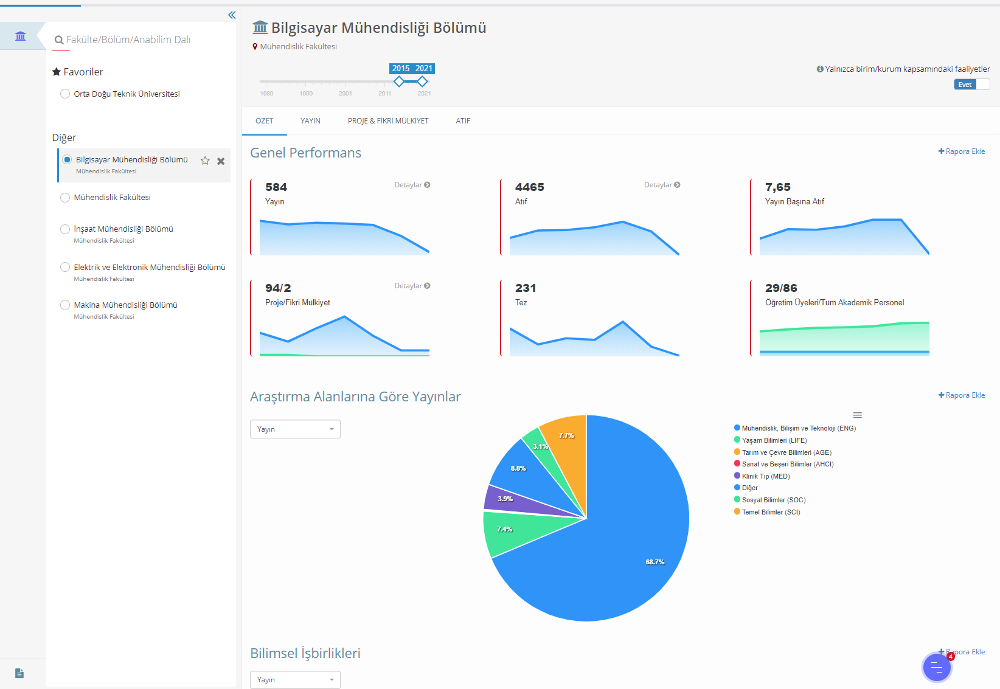 Fakülte/Bölüm/Anabilim Dalı
Favoriler
Orta Doğu Teknik Üniversitesi
Diğer
Bilgisayar Mühendisliği Bölümü
Mühendislik Fakültesi
Mühendislik Fakültesi
İnşaat Mühendisliği Bölümü
Mühendislik Fakültesi
Elektrik ve Elektronik Mühendisliği Bölümü
Mühendislik Fakültesi
Makina Mühendisliği Bölümü
Mühendislik Fakültesi
Bilgisayar Mühendisliği Bölümü
Mühendislik Fakültesi
2015 2021
1980 1990 2001 2011 2021
Yalnızca birim/kurum kapsamındaki faaliyetler
Evet
ÖZET YAYIN PROJE & FİKRİ MÜLKİYET ATIF
Genel Performans
Rapora Ekle
584 Detaylar
Yayın
4465 Detaylar
Atıf
7,65
Yayın Başına Atıf
94/2 Detaylar
Proje/Fikri Mülkiyet
231
Tez
29/86
Öğretim Üyeleri/Tüm Akademik Personel
Araştırma Alanlarına Göre Yayınlar
Rapora Ekle
Yayın
7.7%
3.1%
8.8%
3.9%
7.4%
68.7%
Mühendislik, Bilişim ve Teknoloji (ENG)
Yaşam Bilimleri (LIFE)
Tarım ve Çevre Bilimleri (AGE)
Sanat ve Beşeri Bilimler (AHCI)
Klinik Tıp (MED)
Diğer
Sosyal Bilimler (SOC)
Temel Bilimler (SCI)
Bilimsel İşbirlikleri
Rapora Ekle
4
Yayın